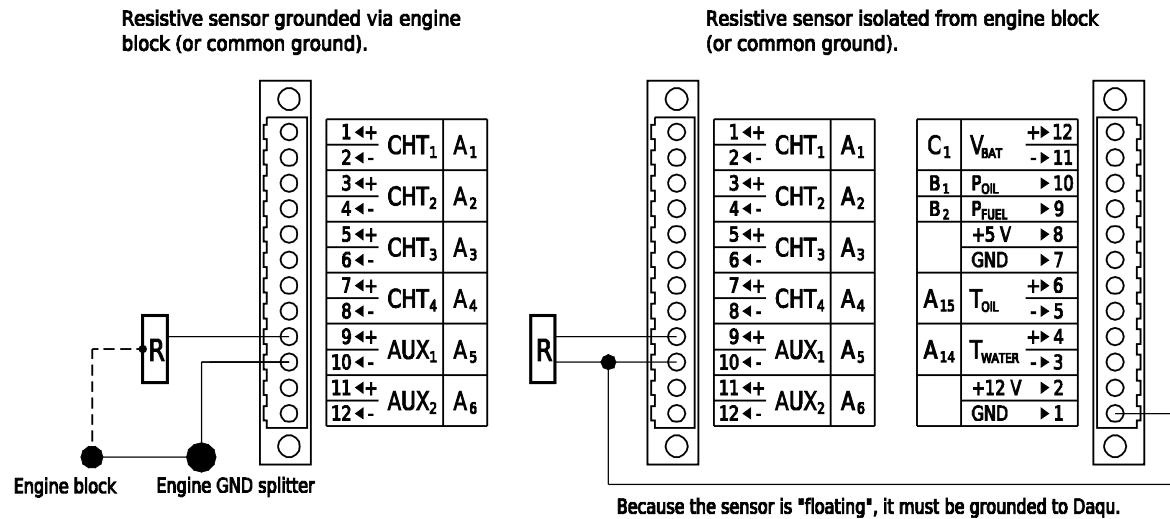 Resistive sensor grounded via engine
block (or common ground).
Resistive sensor isolated from engine block
(or common ground).
1◄+ CHT₁ A₁
2◄-
3◄+ CHT₂ A₂
4◄-
5◄+ CHT₃ A₃
6◄-
7◄+ CHT₄ A₄
8◄-
9◄+ AUX₁ A₅
10◄-
11◄+ AUX₂ A₆
12◄-
R
Engine block
Engine GND splitter
1◄+ CHT₁ A₁
2◄-
3◄+ CHT₂ A₂
4◄-
5◄+ CHT₃ A₃
6◄-
7◄+ CHT₄ A₄
8◄-
9◄+ AUX₁ A₅
10◄-
11◄+ AUX₂ A₆
12◄-
R
C₁ V_BAT +►12
-►11
B₁ P_OIL ►10
B₂ P_FUEL ►9
+5 V ►8
GND ►7
A₁₅ T_OIL +►6
-►5
A₁₄ T_WATER +►4
-►3
+12 V ►2
GND ►1
Because the sensor is "floating", it must be grounded to Daqu.